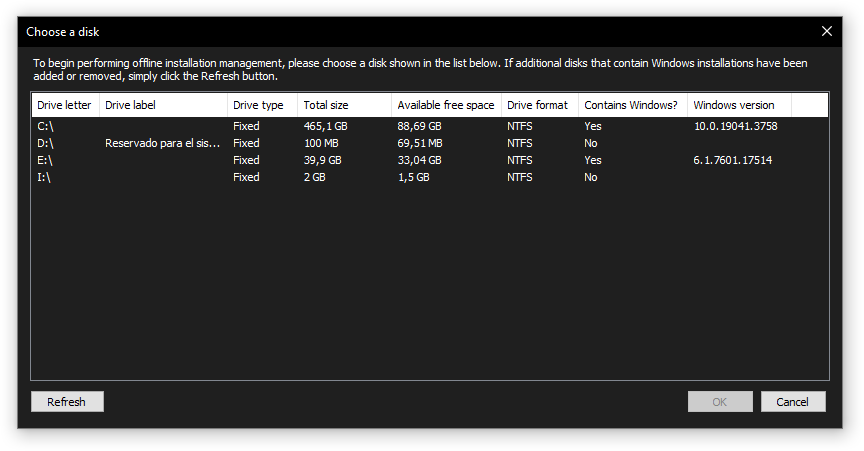 Choose a disk
To begin performing offline installation management, please choose a disk shown in the list below. If additional disks that contain Windows installations have been
added or removed, simply click the Refresh button.
Drive letter Drive label Drive type Total size Available free space Drive format Contains Windows? Windows version
C:\ Fixed 465,1 GB 88,69 GB NTFS Yes 10.0.19041.3758
D:\ Reservado para el sis... Fixed 100 MB 69,51 MB NTFS No
E:\ Fixed 39,9 GB 33,04 GB NTFS Yes 6.1.7601.17514
I:\ Fixed 2 GB 1,5 GB NTFS No
Refresh OK Cancel